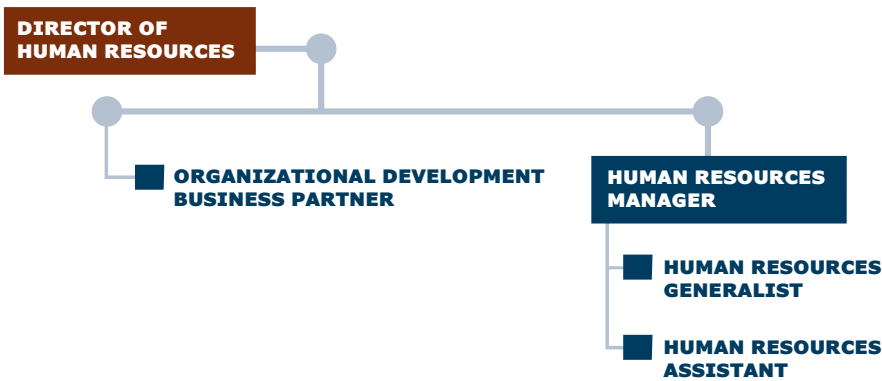 DIRECTOR OF
HUMAN RESOURCES
ORGANIZATIONAL DEVELOPMENT
BUSINESS PARTNER
HUMAN RESOURCES
MANAGER
HUMAN RESOURCES
GENERALIST
HUMAN RESOURCES
ASSISTANT